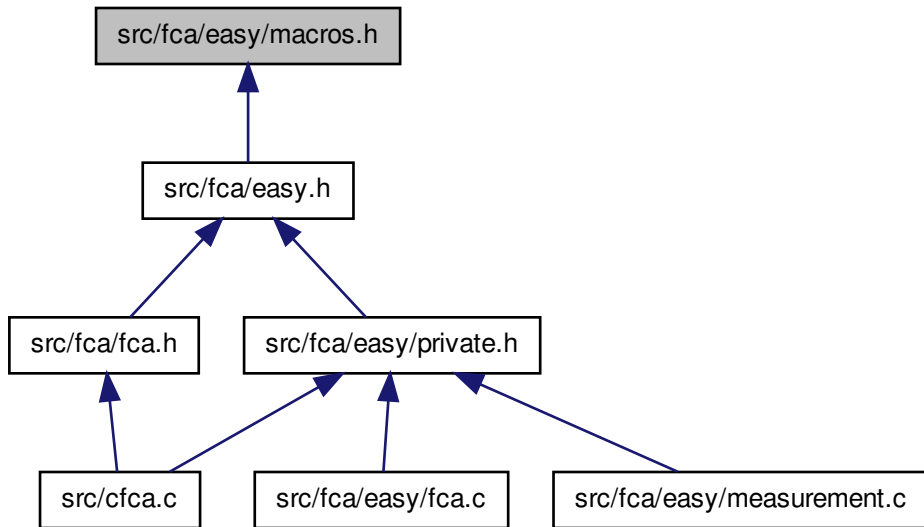 src/fca/easy/macros.h
src/fca/easy.h
src/fca/fca.h
src/fca/easy/private.h
src/cfca.c
src/fca/easy/fca.c
src/fca/easy/measurement.c